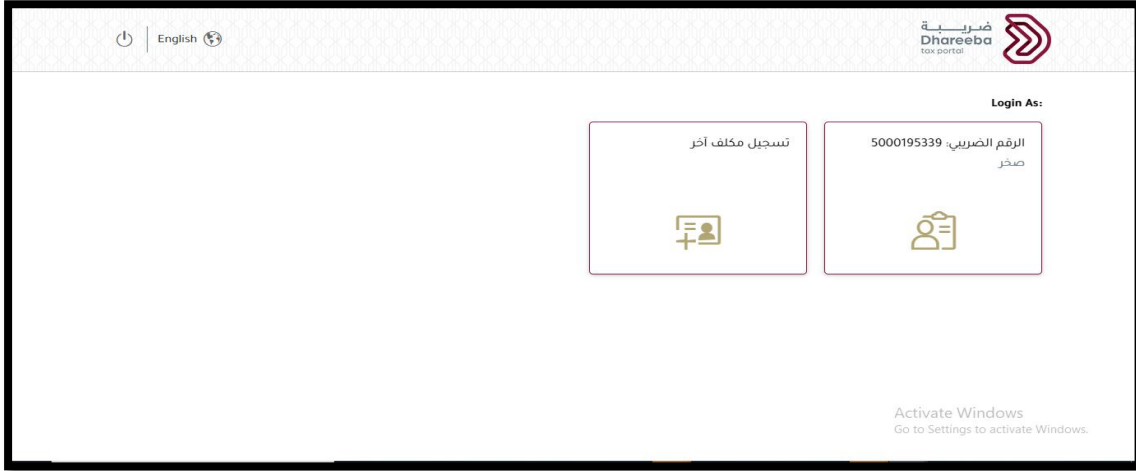 ضريبة
Dhareeba
tax portal
English
Login As:
الرقم الضريبي: 5000195339
صخر
تسجيل مكلف آخر
Activate Windows
Go to Settings to activate Windows.